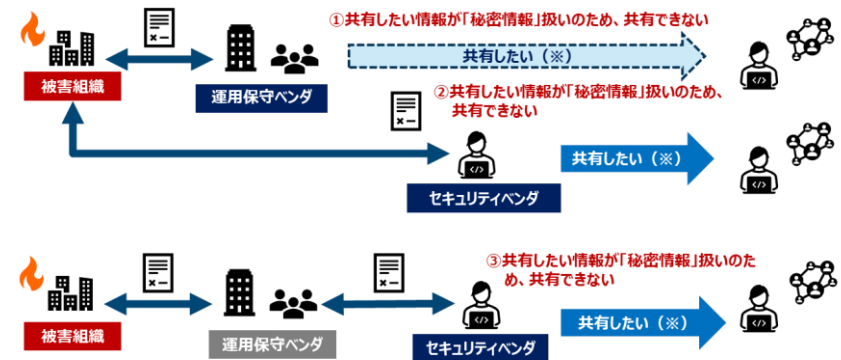 ①共有したい情報が「秘密情報」扱いのため、共有できない
共有したい（※）
被害組織
運用保守ベンダ
②共有したい情報が「秘密情報」扱いのため、
共有できない
共有したい（※）
セキュリティベンダ
③共有したい情報が「秘密情報」扱いのた
め、共有できない
共有したい（※）
被害組織
運用保守ベンダ
セキュリティベンダ